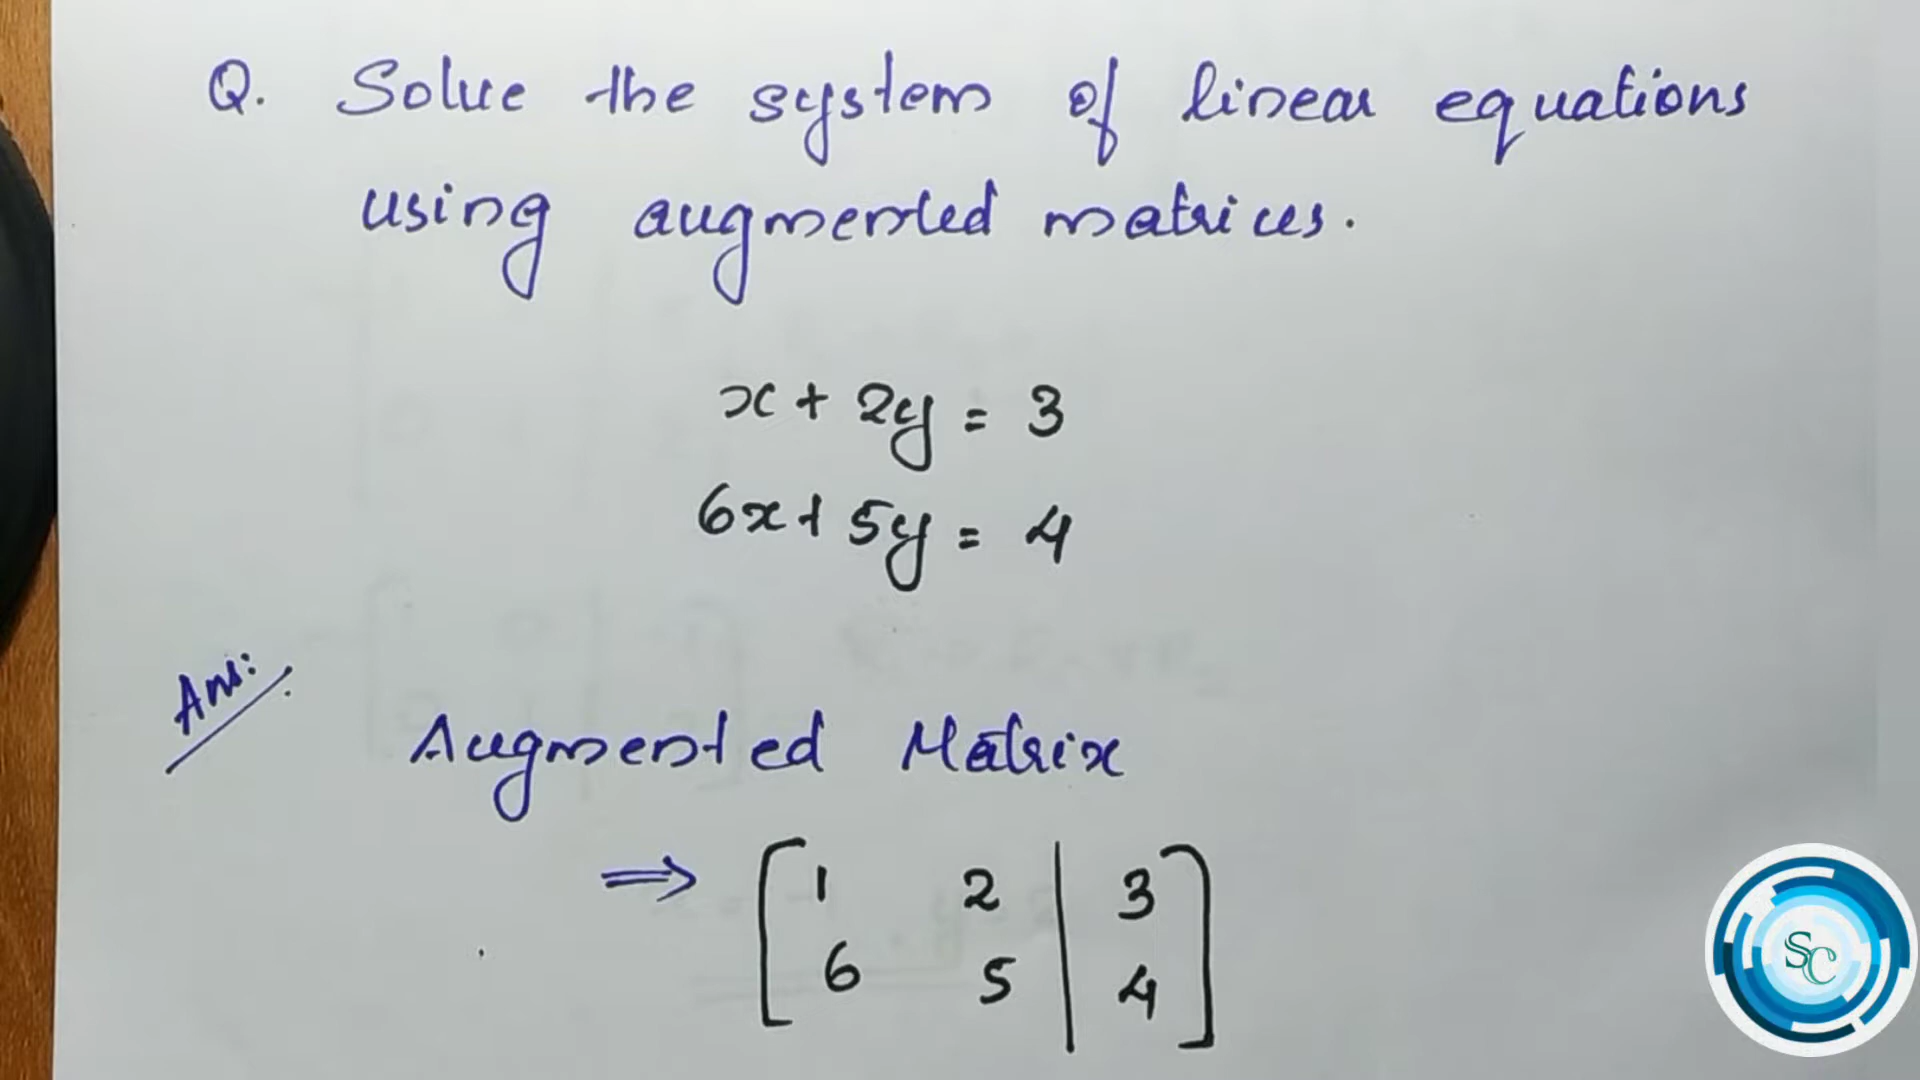 Q. Solve the system of linear equations
using augmented matrices.
x + 2y = 3
6x + 5y = 4
Ans:
Augmented Matrix
⇒ [ 1 2 | 3
6 5 | 4 ]
SC